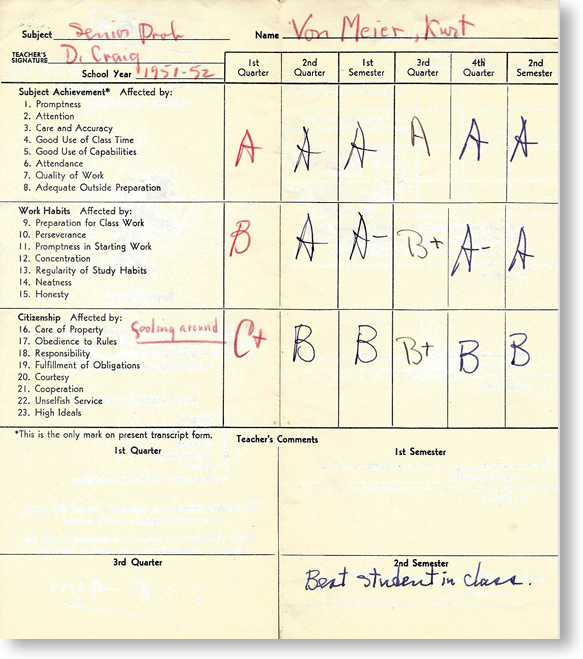 Subject Senior Prob Name Von Meier, Kurt
TEACHER'S SIGNATURE D. Craig
School Year 1951-52 1st Quarter 2nd Quarter 1st Semester 3rd Quarter 4th Quarter 2nd Semester
Subject Achievement* Affected by:
1. Promptness
2. Attention
3. Care and Accuracy
4. Good Use of Class Time
5. Good Use of Capabilities
6. Attendance
7. Quality of Work
8. Adequate Outside Preparation
A A A A A A
Work Habits Affected by:
9. Preparation for Class Work
10. Perseverance
11. Promptness in Starting Work
12. Concentration
13. Regularity of Study Habits
14. Neatness
15. Honesty
B A A- B+ A- A
Citizenship Affected by:
16. Care of Property
17. Obedience to Rules
18. Responsibility
19. Fulfillment of Obligations
20. Courtesy
21. Cooperation
22. Unselfish Service
23. High Ideals
Gooling around
C+ B B B+ B B
*This is the only mark on present transcript form. Teacher's Comments
1st Quarter 1st Semester
3rd Quarter 2nd Semester
Best student in class.